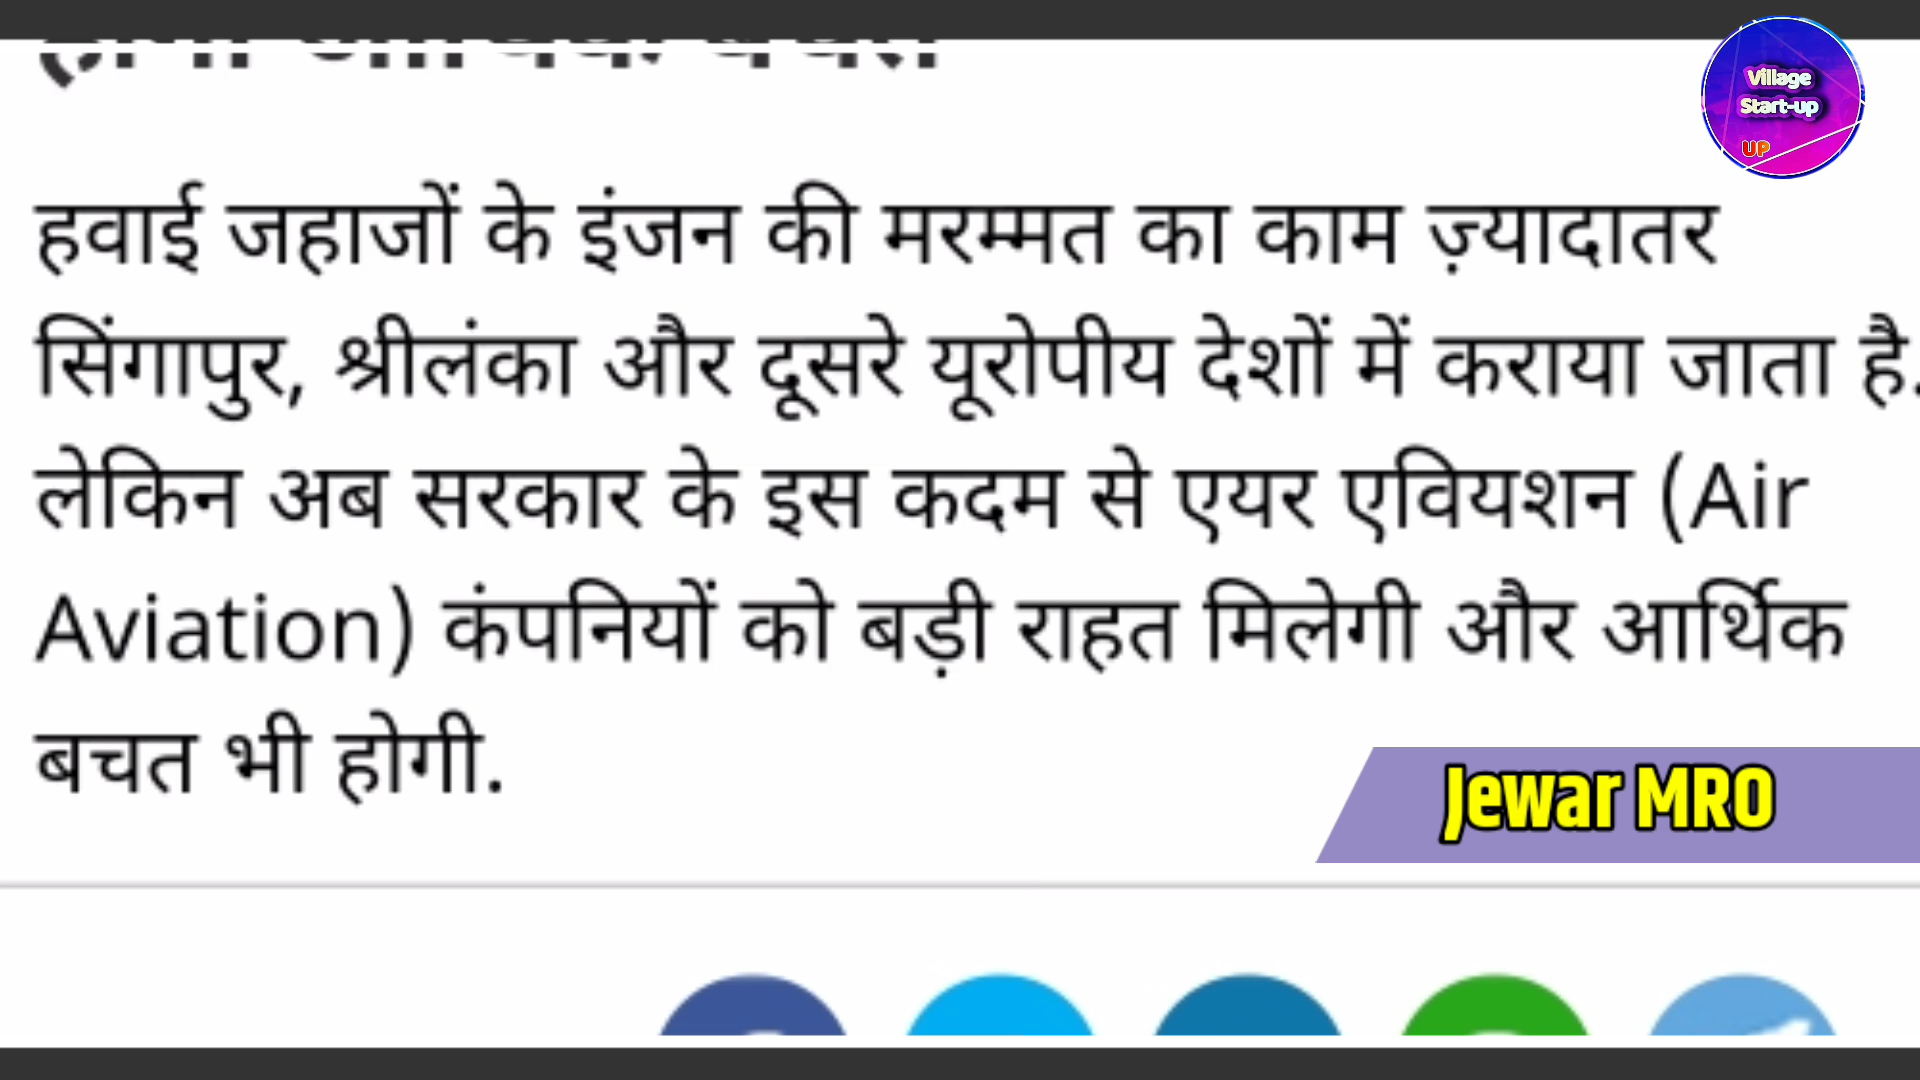 Village
Start-up
UP
हवाई जहाजों के इंजन की मरम्मत का काम ज़्यादातर
सिंगापुर, श्रीलंका और दूसरे यूरोपीय देशों में कराया जाता है.
लेकिन अब सरकार के इस कदम से एयर एवियशन (Air
Aviation) कंपनियों को बड़ी राहत मिलेगी और आर्थिक
बचत भी होगी.
Jewar MRO